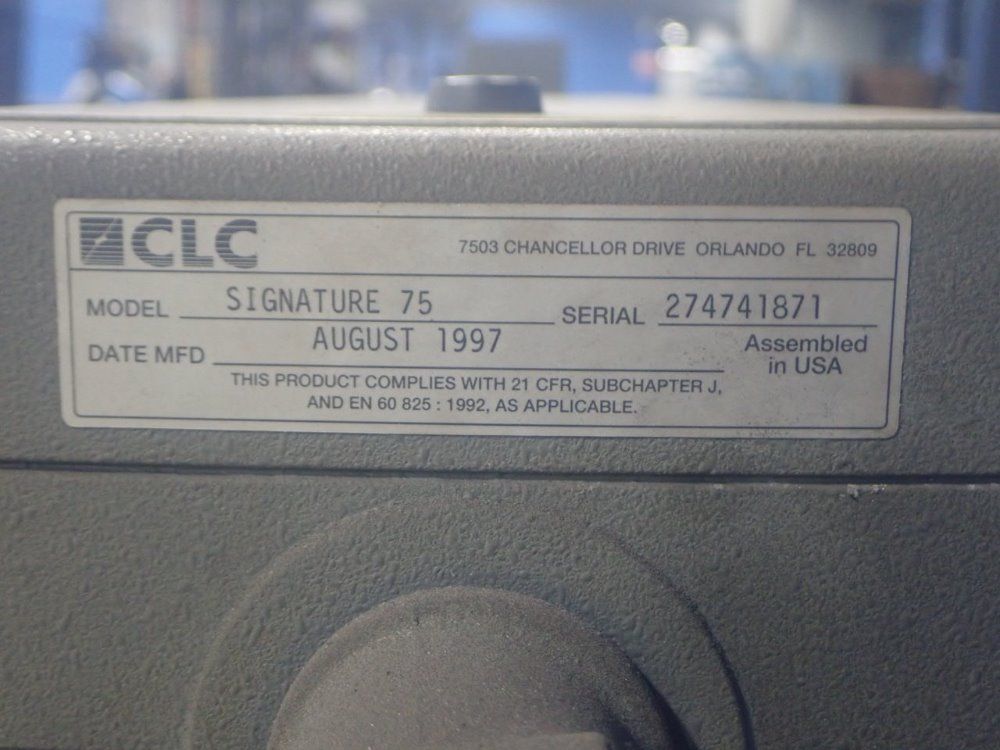 CLC
7503 CHANCELLOR DRIVE ORLANDO FL 32809
MODEL SIGNATURE 75 SERIAL 274741871
DATE MFD AUGUST 1997
Assembled
in USA
THIS PRODUCT COMPLIES WITH 21 CFR, SUBCHAPTER J,
AND EN 60 825 : 1992, AS APPLICABLE.